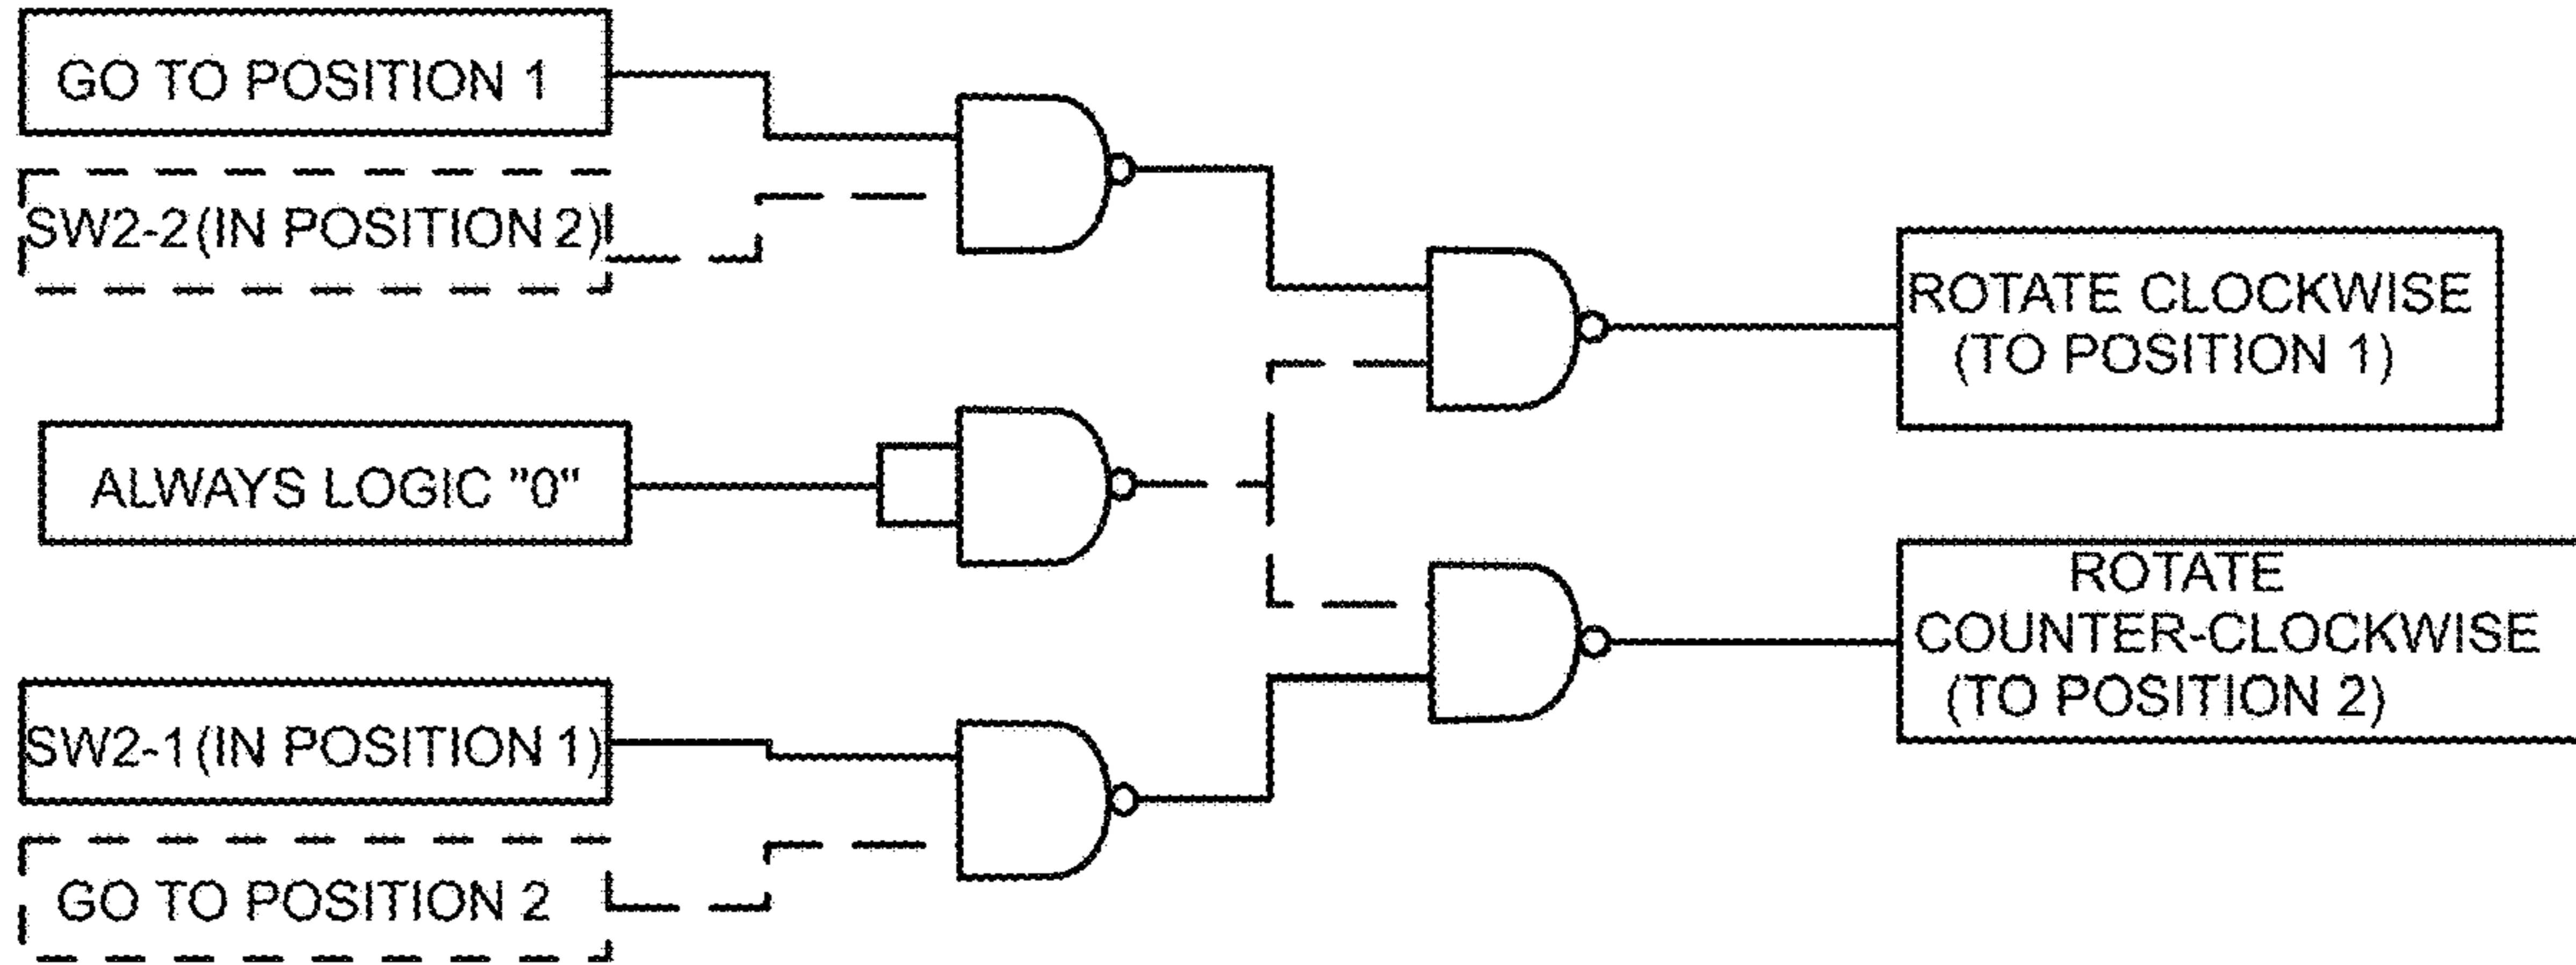 GO TO POSITION 1
SW2-2(IN POSITION 2)
ROTATE CLOCKWISE
(TO POSITION 1)
ALWAYS LOGIC "0"
ROTATE
COUNTER-CLOCKWISE
(TO POSITION 2)
SW2-1(IN POSITION 1)
GO TO POSITION 2